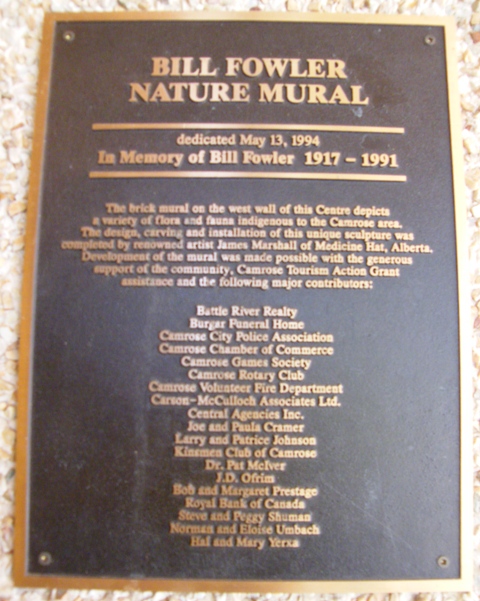 BILL FOWLER
NATURE MURAL
dedicated May 13, 1994
In Memory of Bill Fowler 1917 – 1991
The brick mural on the west wall of this Centre depicts
a variety of flora and fauna indigenous to the Camrose area.
The design, carving and installation of this unique sculpture was
completed by renowned artist James Marshall of Medicine Hat, Alberta.
Development of the mural was made possible with the generous
support of the community, Camrose Tourism Action Grant
assistance and the following major contributors:
Battle River Realty
Burgar Funeral Home
Camrose City Police Association
Camrose Chamber of Commerce
Camrose Games Society
Camrose Rotary Club
Camrose Volunteer Fire Department
Carson-McCulloch Associates Ltd.
Central Agencies Inc.
Joe and Paula Cramer
Larry and Patrice Johnson
Kinsmen Club of Camrose
Dr. Pat McIver
J.D. Ofrim
Bob and Margaret Prestage
Royal Bank of Canada
Steve and Peggy Shuman
Norman and Eloise Umbach
Hal and Mary Yerxa